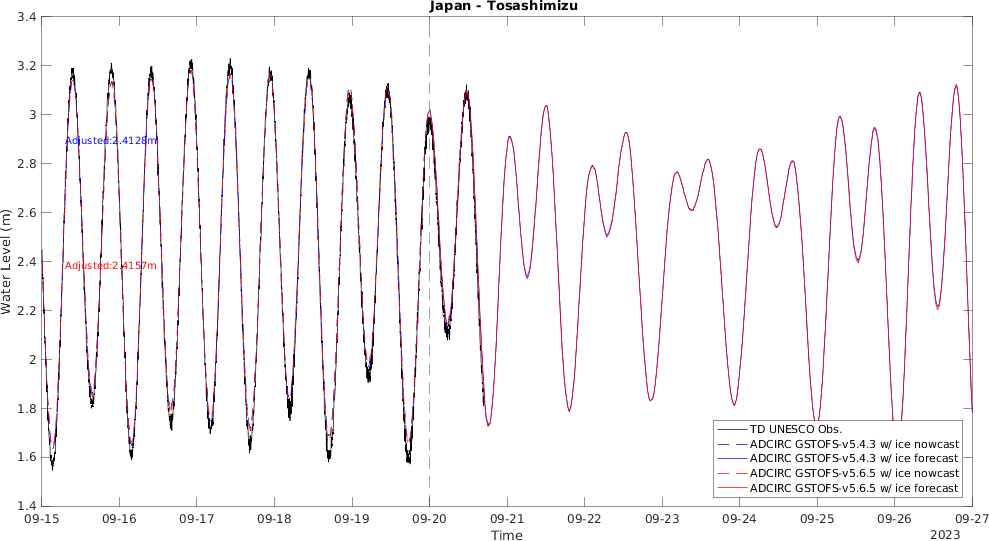 Japan - Tosashimizu
3.4
3.2
3
2.8
2.6
2.4
2.2
2
1.8
1.6
1.4
Water Level (m)
Adjusted:2.4128m
Adjusted:2.4157m
TD UNESCO Obs.
ADCIRC GSTOFS-v5.4.3 w/ ice nowcast
ADCIRC GSTOFS-v5.4.3 w/ ice forecast
ADCIRC GSTOFS-v5.6.5 w/ ice nowcast
ADCIRC GSTOFS-v5.6.5 w/ ice forecast
09-15 09-16 09-17 09-18 09-19 09-20 09-21 09-22 09-23 09-24 09-25 09-26 09-27
Time
2023